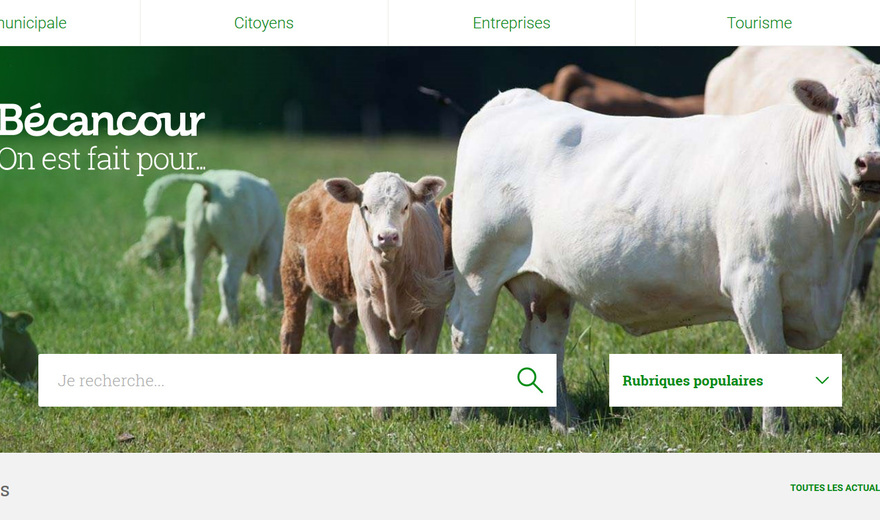 unicipale
Citoyens
Entreprises
Tourisme
Bécancour
On est fait pour...
Je recherche...
Rubriques populaires
s
TOUTES LES ACTUAL